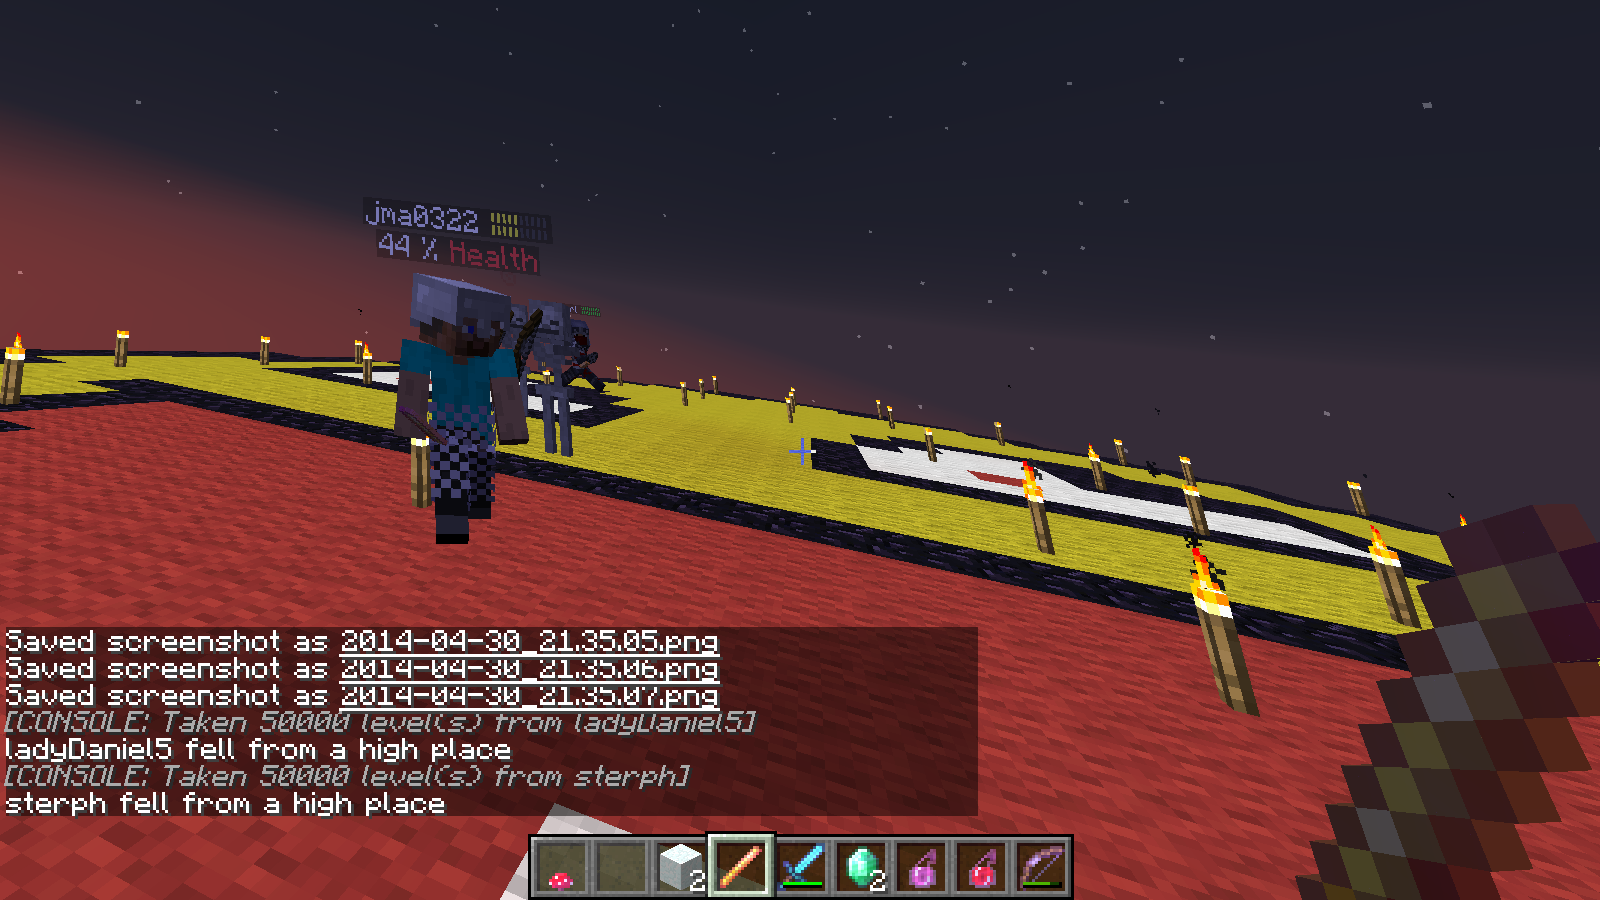 jma0322
44 % Health
Saved screenshot as 2014-04-30_21.35.05.png
Saved screenshot as 2014-04-30_21.35.06.png
Saved screenshot as 2014-04-30_21.35.07.png
[CONSOLE: Taken 50000 level(s) from ladyDaniel5]
ladyDaniel5 fell from a high place
[CONSOLE: Taken 50000 level(s) from sterph]
sterph fell from a high place
2
2